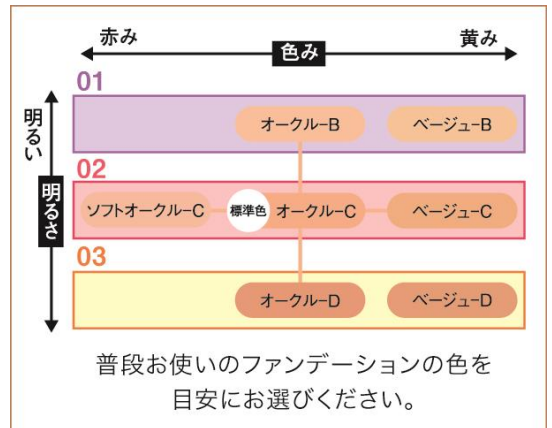 赤み
色み
黄み
01
明るい
明るさ
オークル-B
ベージュ-B
02
ソフトオークル-C
標準色
オークル-C
ベージュ-C
03
オークル-D
ベージュ-D
普段お使いのファンデーションの色を
目安にお選びください。